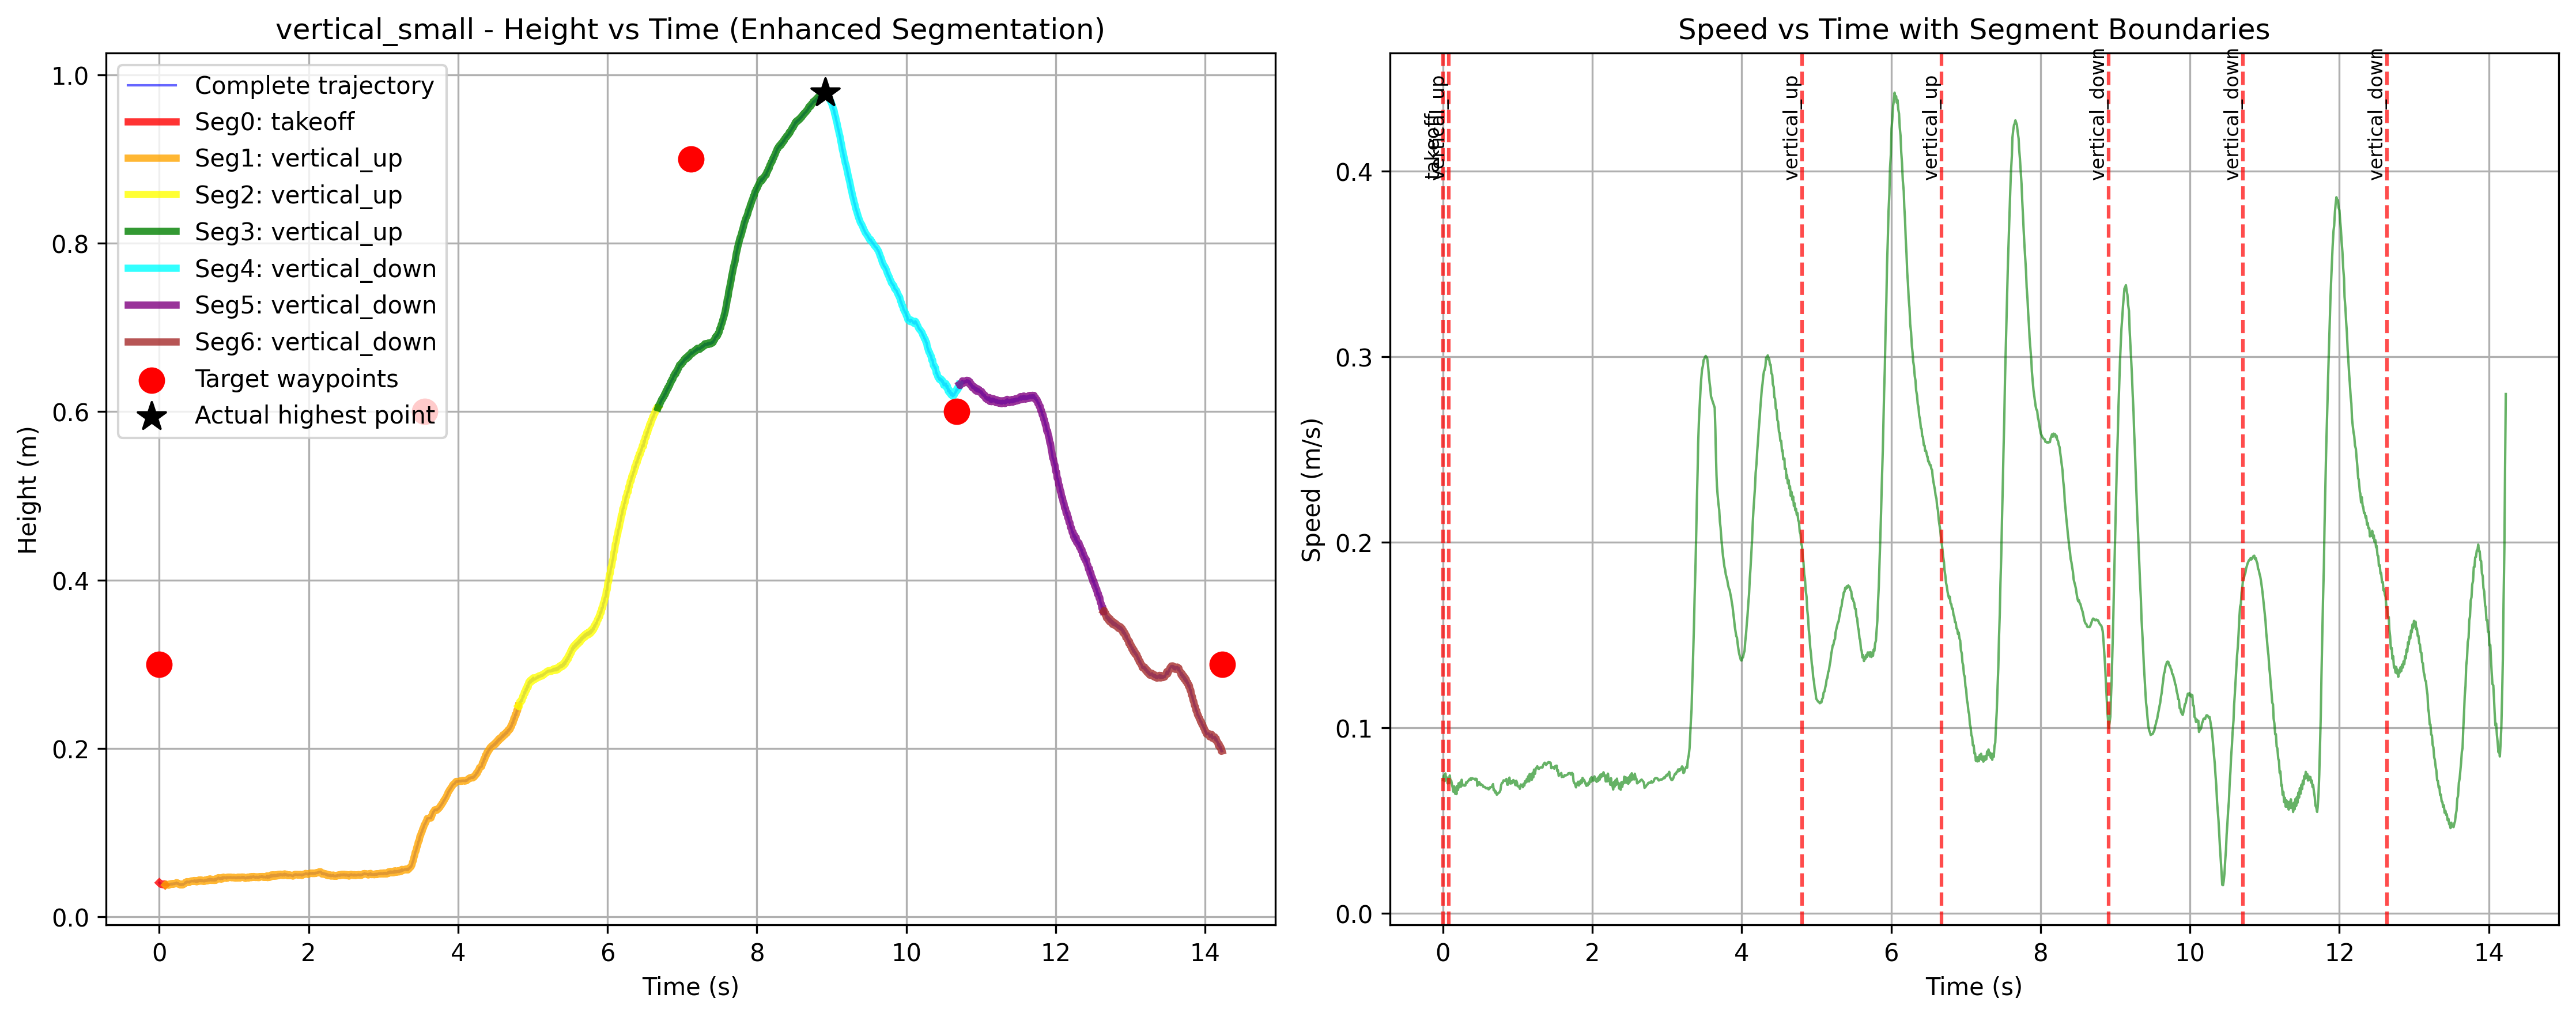 vertical_small - Height vs Time (Enhanced Segmentation)
Complete trajectory
Seg0: takeoff
Seg1: vertical_up
Seg2: vertical_up
Seg3: vertical_up
Seg4: vertical_down
Seg5: vertical_down
Seg6: vertical_down
Target waypoints
Actual highest point
Height (m)
1.0
0.8
0.6
0.4
0.2
0.0
0 2 4 6 8 10 12 14
Time (s)
Speed vs Time with Segment Boundaries
takeoff
vertical_up
vertical_up
vertical_up
vertical_down
vertical_down
vertical_down
Speed (m/s)
0.4
0.3
0.2
0.1
0.0
0 2 4 6 8 10 12 14
Time (s)